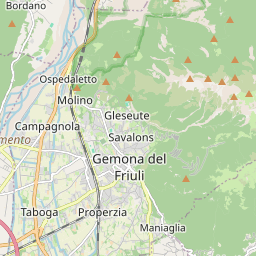 Bordano
Ospedaletto
Molino
Gleseute
Campagnola
Savalons
mento
Gemona del
Friuli
Taboga
Properzia
Maniaglia